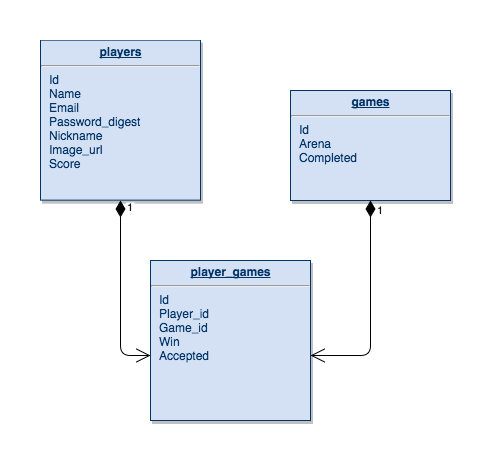 players
Id
Name
Email
Password_digest
Nickname
Image_url
Score
1
games
Id
Arena
Completed
1
player_games
Id
Player_id
Game_id
Win
Accepted